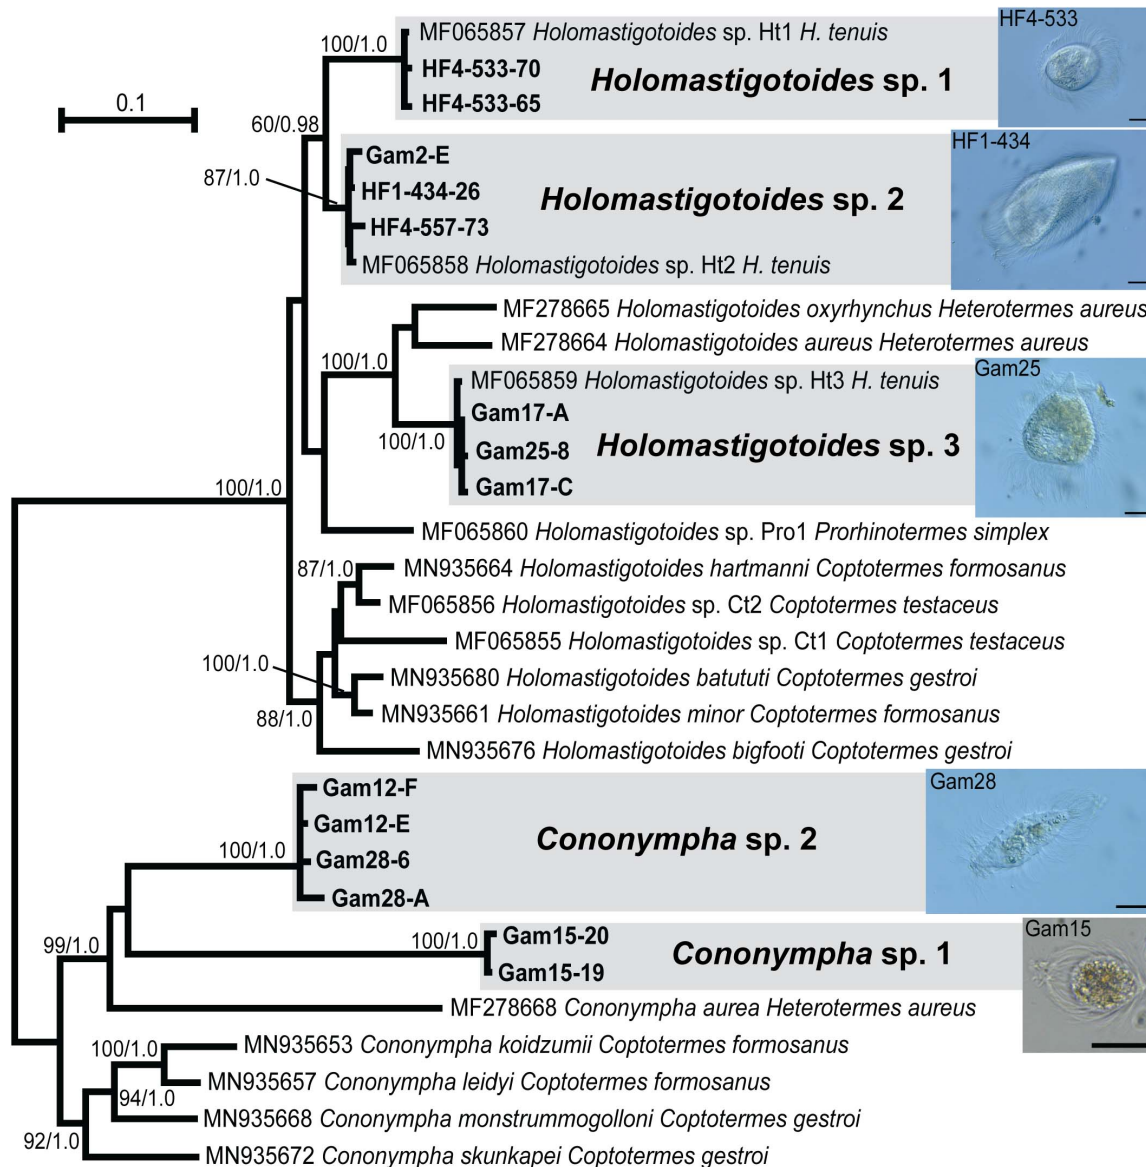 HF4-533
MF065857 Holomastigotoides sp. Ht1 H. tenuis
100/1.0
HF4-533-70
Holomastigotoides sp. 1
HF4-533-65
0.1
60/0.98
HF1-434
Gam2-E
87/1.0
HF1-434-26
Holomastigotoides sp. 2
HF4-557-73
MF065858 Holomastigotoides sp. Ht2 H. tenuis
MF278665 Holomastigotoides oxyrhynchus Heterotermes aureus
MF278664 Holomastigotoides aureus Heterotermes aureus
100/1.0
Gam25
MF065859 Holomastigotoides sp. Ht3 H. tenuis
Gam17-A
100/1.0
Gam25-8
Holomastigotoides sp. 3
Gam17-C
100/1.0
MF065860 Holomastigotoides sp. Pro1 Prorhinotermes simplex
87/1.0
MN935664 Holomastigotoides hartmanni Coptotermes formosanus
MF065856 Holomastigotoides sp. Ct2 Coptotermes testaceus
MF065855 Holomastigotoides sp. Ct1 Coptotermes testaceus
100/1.0
MN935680 Holomastigotoides batututi Coptotermes gestroi
MN935661 Holomastigotoides minor Coptotermes formosanus
88/1.0
MN935676 Holomastigotoides bigfooti Coptotermes gestroi
Gam28
Gam12-F
Gam12-E
Cononympha sp. 2
100/1.0
Gam28-6
Gam28-A
Gam15
99/1.0
100/1.0
Gam15-20
Cononympha sp. 1
Gam15-19
MF278668 Cononympha aurea Heterotermes aureus
100/1.0
MN935653 Cononympha koidzumii Coptotermes formosanus
MN935657 Cononympha leidyi Coptotermes formosanus
94/1.0
MN935668 Cononympha monstrummogolloni Coptotermes gestroi
92/1.0
MN935672 Cononympha skunkapei Coptotermes gestroi